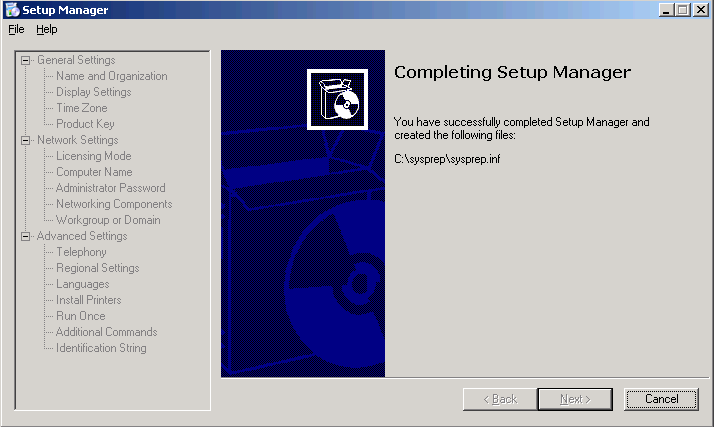 Setup Manager
File Help
General Settings
Name and Organization
Display Settings
Time Zone
Product Key
Network Settings
Licensing Mode
Computer Name
Administrator Password
Networking Components
Workgroup or Domain
Advanced Settings
Telephony
Regional Settings
Languages
Install Printers
Run Once
Additional Commands
Identification String
Completing Setup Manager
You have successfully completed Setup Manager and
created the following files:
C:\sysprep\sysprep.inf
< Back Next > Cancel